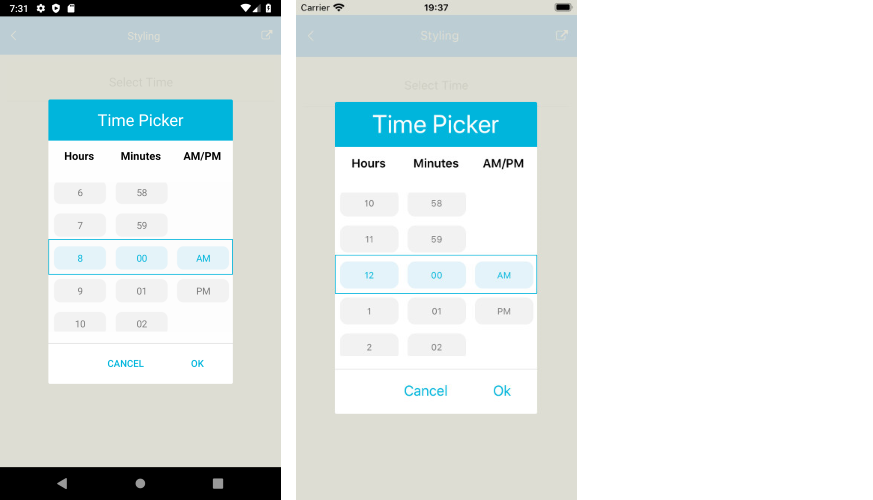 7:31
Styling
Select Time
Time Picker
Hours Minutes AM/PM
6 58
7 59
8 00 AM
9 01 PM
10 02
CANCEL OK
Carrier 19:37
Styling
Select Time
Time Picker
Hours Minutes AM/PM
10 58
11 59
12 00 AM
1 01 PM
2 02
Cancel Ok